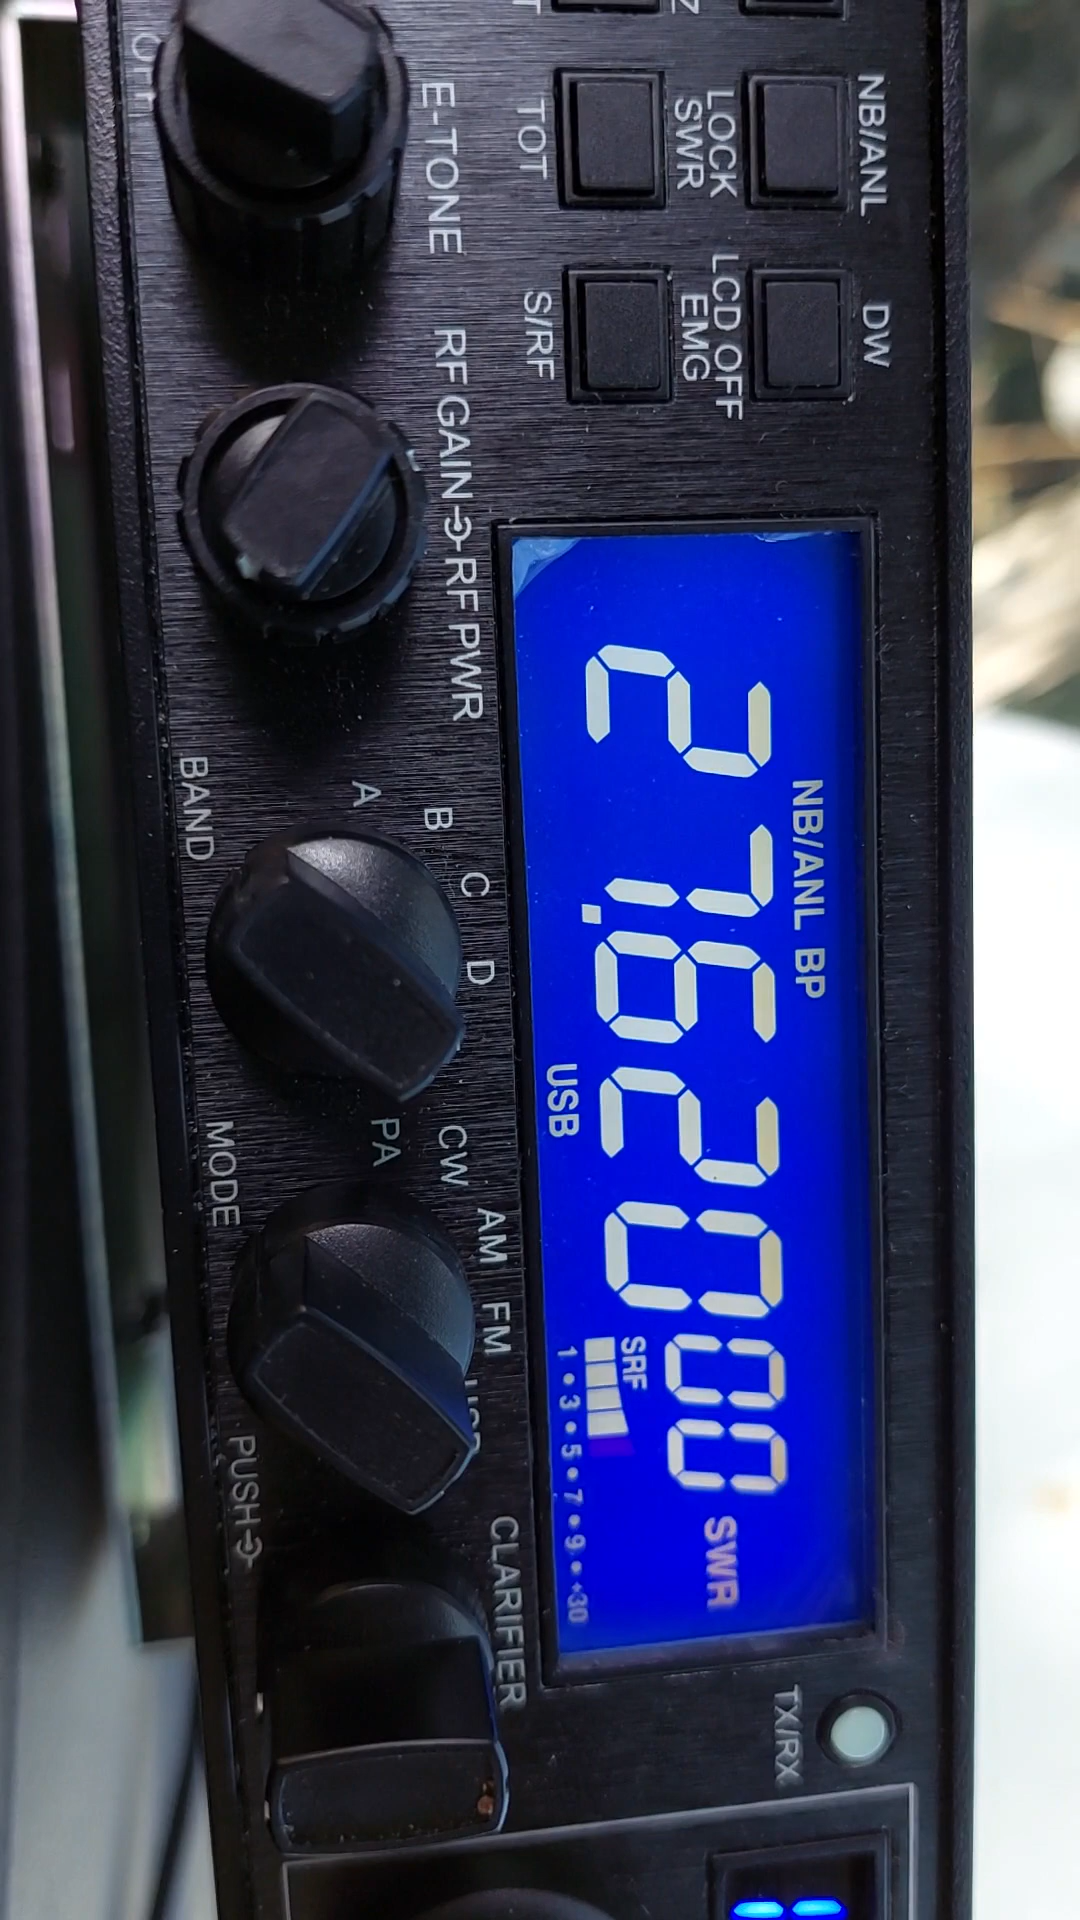 NB/ANL
DW
LOCK
SWR
LCD OFF
EMG
TOT
S/RF
NB/ANL BP
27.62000
SWR
SRF
1•3•5•7•9•+30
USB
TX/RX
E-TONE
OFF
RF GAIN RF PWR
BAND
A
B
C
D
MODE
PA
CW
AM
FM
PUSH
CLARIFIER